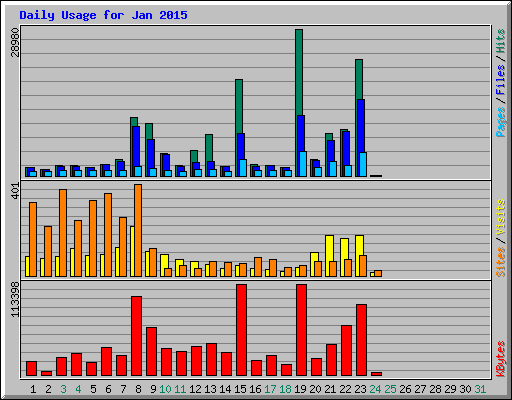 Daily Usage for Jan 2015
28980
Pages / Files / Hits
401
Sites / Visits
113398
KBytes
1 2 3 4 5 6 7 8 9 10 11 12 13 14 15 16 17 18 19 20 21 22 23 24 25 26 27 28 29 30 31